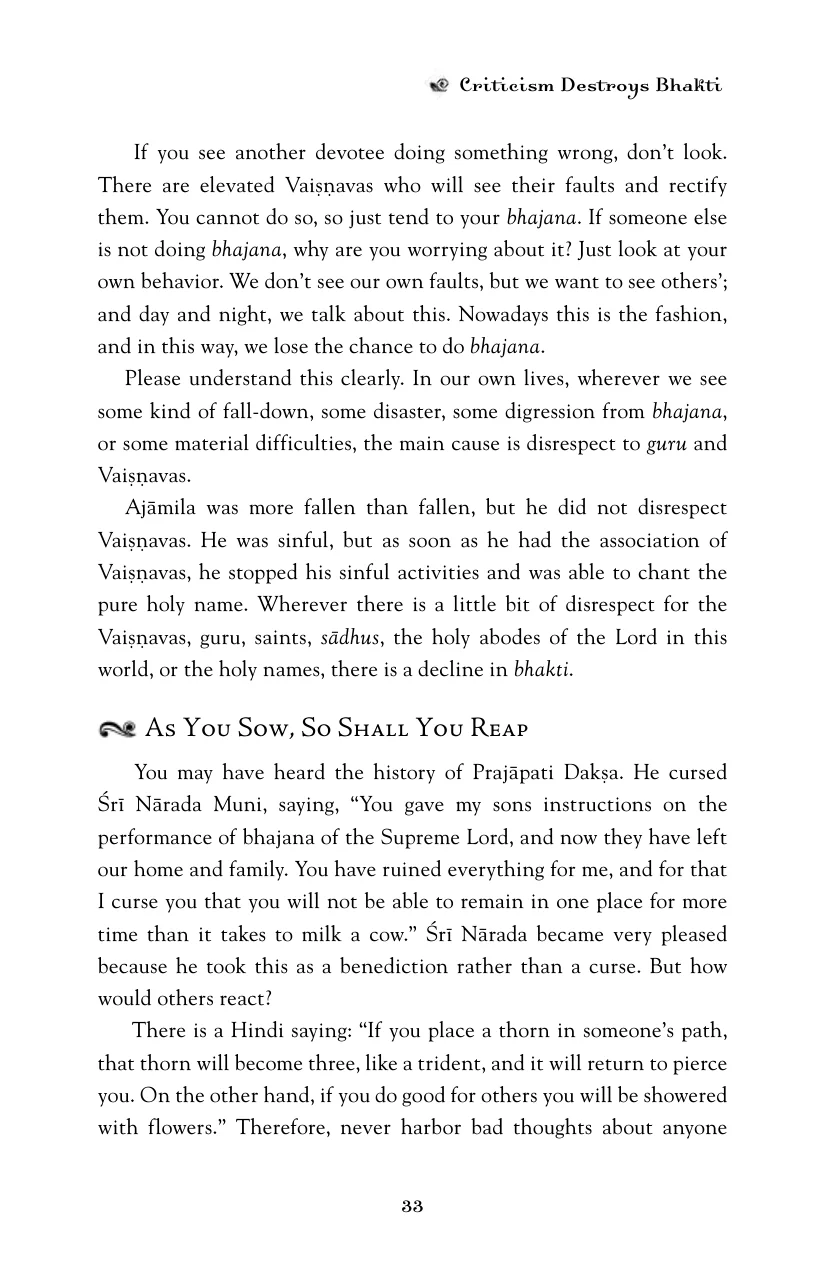 Criticism Destroys Bhakti
If you see another devotee doing something wrong, don’t look.
There are elevated Vaiṣṇavas who will see their faults and rectify
them. You cannot do so, so just tend to your bhajana. If someone else
is not doing bhajana, why are you worrying about it? Just look at your
own behavior. We don’t see our own faults, but we want to see others’;
and day and night, we talk about this. Nowadays this is the fashion,
and in this way, we lose the chance to do bhajana.
Please understand this clearly. In our own lives, wherever we see
some kind of fall-down, some disaster, some digression from bhajana,
or some material difficulties, the main cause is disrespect to guru and
Vaiṣṇavas.
Ajāmila was more fallen than fallen, but he did not disrespect
Vaiṣṇavas. He was sinful, but as soon as he had the association of
Vaiṣṇavas, he stopped his sinful activities and was able to chant the
pure holy name. Wherever there is a little bit of disrespect for the
Vaiṣṇavas, guru, saints, sādhus, the holy abodes of the Lord in this
world, or the holy names, there is a decline in bhakti.
As You Sow, So Shall You Reap
You may have heard the history of Prajāpati Dakṣa. He cursed
Śrī Nārada Muni, saying, “You gave my sons instructions on the
performance of bhajana of the Supreme Lord, and now they have left
our home and family. You have ruined everything for me, and for that
I curse you that you will not be able to remain in one place for more
time than it takes to milk a cow.” Śrī Nārada became very pleased
because he took this as a benediction rather than a curse. But how
would others react?
There is a Hindi saying: “If you place a thorn in someone’s path,
that thorn will become three, like a trident, and it will return to pierce
you. On the other hand, if you do good for others you will be showered
with flowers.” Therefore, never harbor bad thoughts about anyone
33